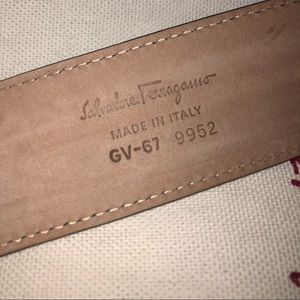 Salvatore Ferragamo
MADE IN ITALY
GV-67 9952